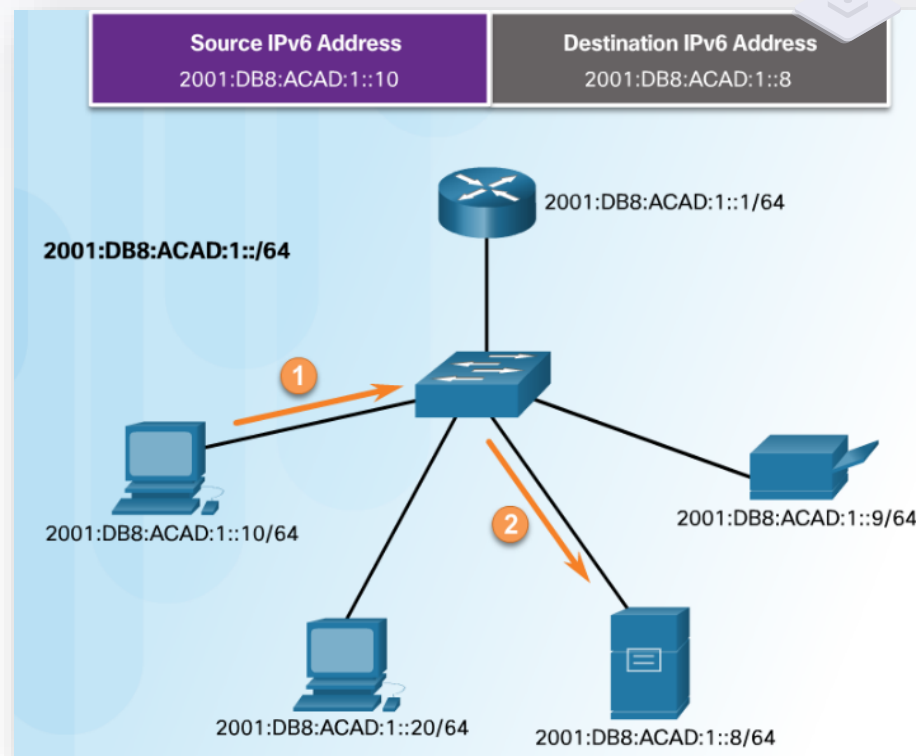 Source IPv6 Address
2001:DB8:ACAD:1::10
Destination IPv6 Address
2001:DB8:ACAD:1::8
2001:DB8:ACAD:1::1/64
2001:DB8:ACAD:1::/64
1
2001:DB8:ACAD:1::10/64
2
2001:DB8:ACAD:1::9/64
2001:DB8:ACAD:1::20/64
2001:DB8:ACAD:1::8/64